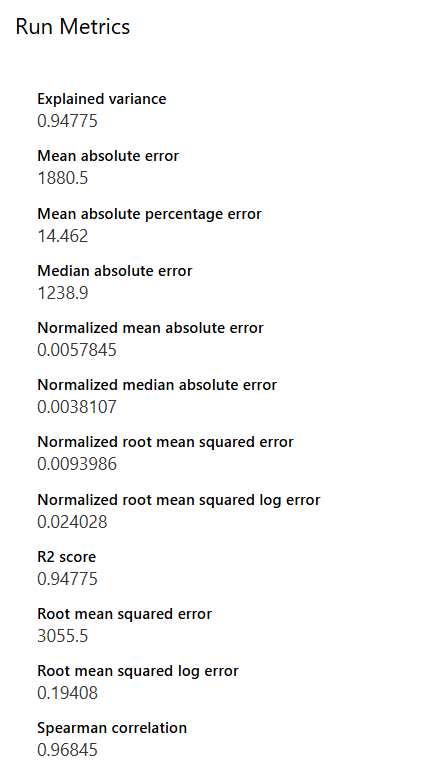 Run Metrics
Explained variance
0.94775
Mean absolute error
1880.5
Mean absolute percentage error
14.462
Median absolute error
1238.9
Normalized mean absolute error
0.0057845
Normalized median absolute error
0.0038107
Normalized root mean squared error
0.0093986
Normalized root mean squared log error
0.024028
R2 score
0.94775
Root mean squared error
3055.5
Root mean squared log error
0.19408
Spearman correlation
0.96845